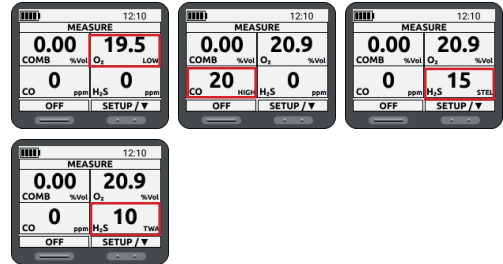 12:10
MEASURE
0.00 19.5
COMB %Vol O₂ LOW
0 0
CO ppm H₂S ppm
OFF SETUP / ▼
12:10
MEASURE
0.00 20.9
COMB %Vol O₂ %Vol
20 0
CO HIGH H₂S ppm
OFF SETUP / ▼
12:10
MEASURE
0.00 20.9
COMB %Vol O₂ %Vol
0 15
CO ppm H₂S STEL
OFF SETUP / ▼
12:10
MEASURE
0.00 20.9
COMB %Vol O₂ %Vol
0 10
CO ppm H₂S TWA
OFF SETUP / ▼